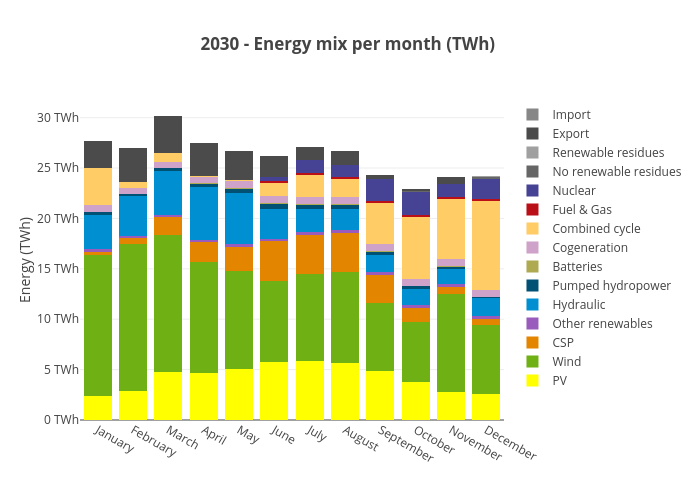 2030 - Energy mix per month (TWh)
30 TWh
25 TWh
20 TWh
15 TWh
10 TWh
5 TWh
0 TWh
Energy (TWh)
January
February
March
April
May
June
July
August
September
October
November
December
Import
Export
Renewable residues
No renewable residues
Nuclear
Fuel & Gas
Combined cycle
Cogeneration
Batteries
Pumped hydropower
Hydraulic
Other renewables
CSP
Wind
PV